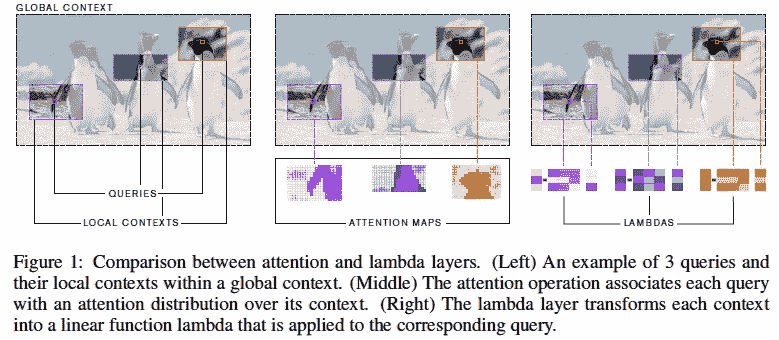 GLOBAL CONTEXT
QUERIES
LOCAL CONTEXTS
ATTENTION MAPS
LAMBDAS
Figure 1: Comparison between attention and lambda layers. (Left) An example of 3 queries and
their local contexts within a global context. (Middle) The attention operation associates each query
with an attention distribution over its context. (Right) The lambda layer transforms each context
into a linear function lambda that is applied to the corresponding query.